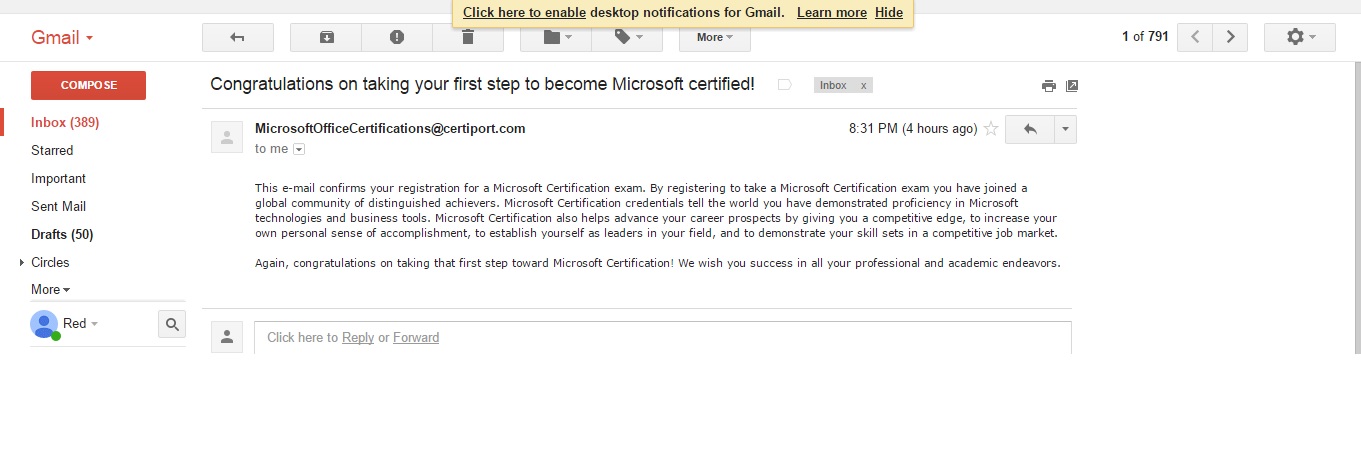 Click here to enable desktop notifications for Gmail. Learn more Hide
Gmail
More
1 of 791
COMPOSE
Inbox (389)
Starred
Important
Sent Mail
Drafts (50)
Circles
More
Red
Congratulations on taking your first step to become Microsoft certified!
Inbox x
MicrosoftOfficeCertifications@certiport.com
8:31 PM (4 hours ago)
to me
This e-mail confirms your registration for a Microsoft Certification exam. By registering to take a Microsoft Certification exam you have joined a
global community of distinguished achievers. Microsoft Certification credentials tell the world you have demonstrated proficiency in Microsoft
technologies and business tools. Microsoft Certification also helps advance your career prospects by giving you a competitive edge, to increase your
own personal sense of accomplishment, to establish yourself as leaders in your field, and to demonstrate your skill sets in a competitive job market.
Again, congratulations on taking that first step toward Microsoft Certification! We wish you success in all your professional and academic endeavors.
Click here to Reply or Forward